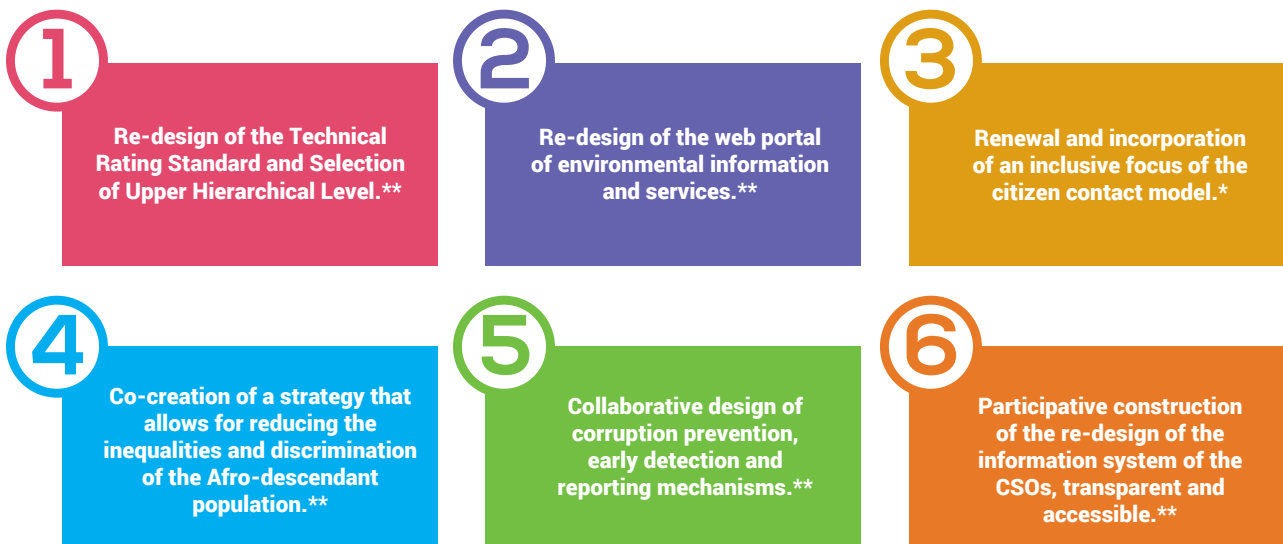 1
Re-design of the Technical
Rating Standard and Selection
of Upper Hierarchical Level.**
2
Re-design of the web portal
of environmental information
and services.**
3
Renewal and incorporation
of an inclusive focus of the
citizen contact model.*
4
Co-creation of a strategy that
allows for reducing the
inequalities and discrimination
of the Afro-descendant
population.**
5
Collaborative design of
corruption prevention,
early detection and
reporting mechanisms.**
6
Participative construction
of the re-design of the
information system of the
CSOs, transparent and
accessible.**